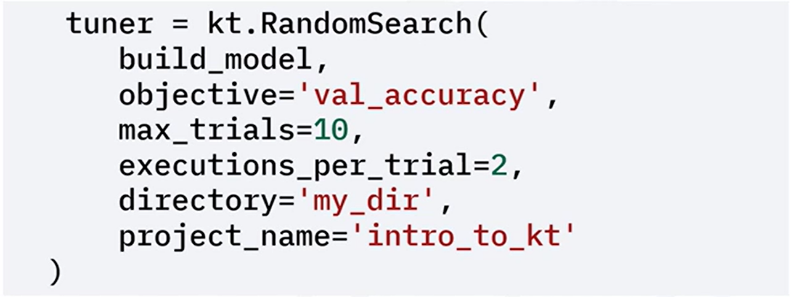 tuner = kt.RandomSearch(
build_model,
objective='val_accuracy',
max_trials=10,
executions_per_trial=2,
directory='my_dir',
project_name='intro_to_kt'
)